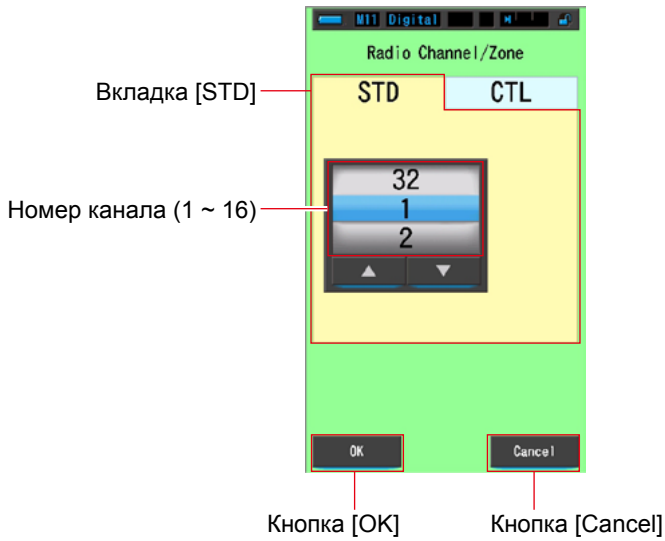 M11 Digital
Radio Channel/Zone
Вкладка [STD]
STD
CTL
32
Номер канала (1 ~ 16)
1
2
OK
Cancel
Кнопка [OK]
Кнопка [Cancel]